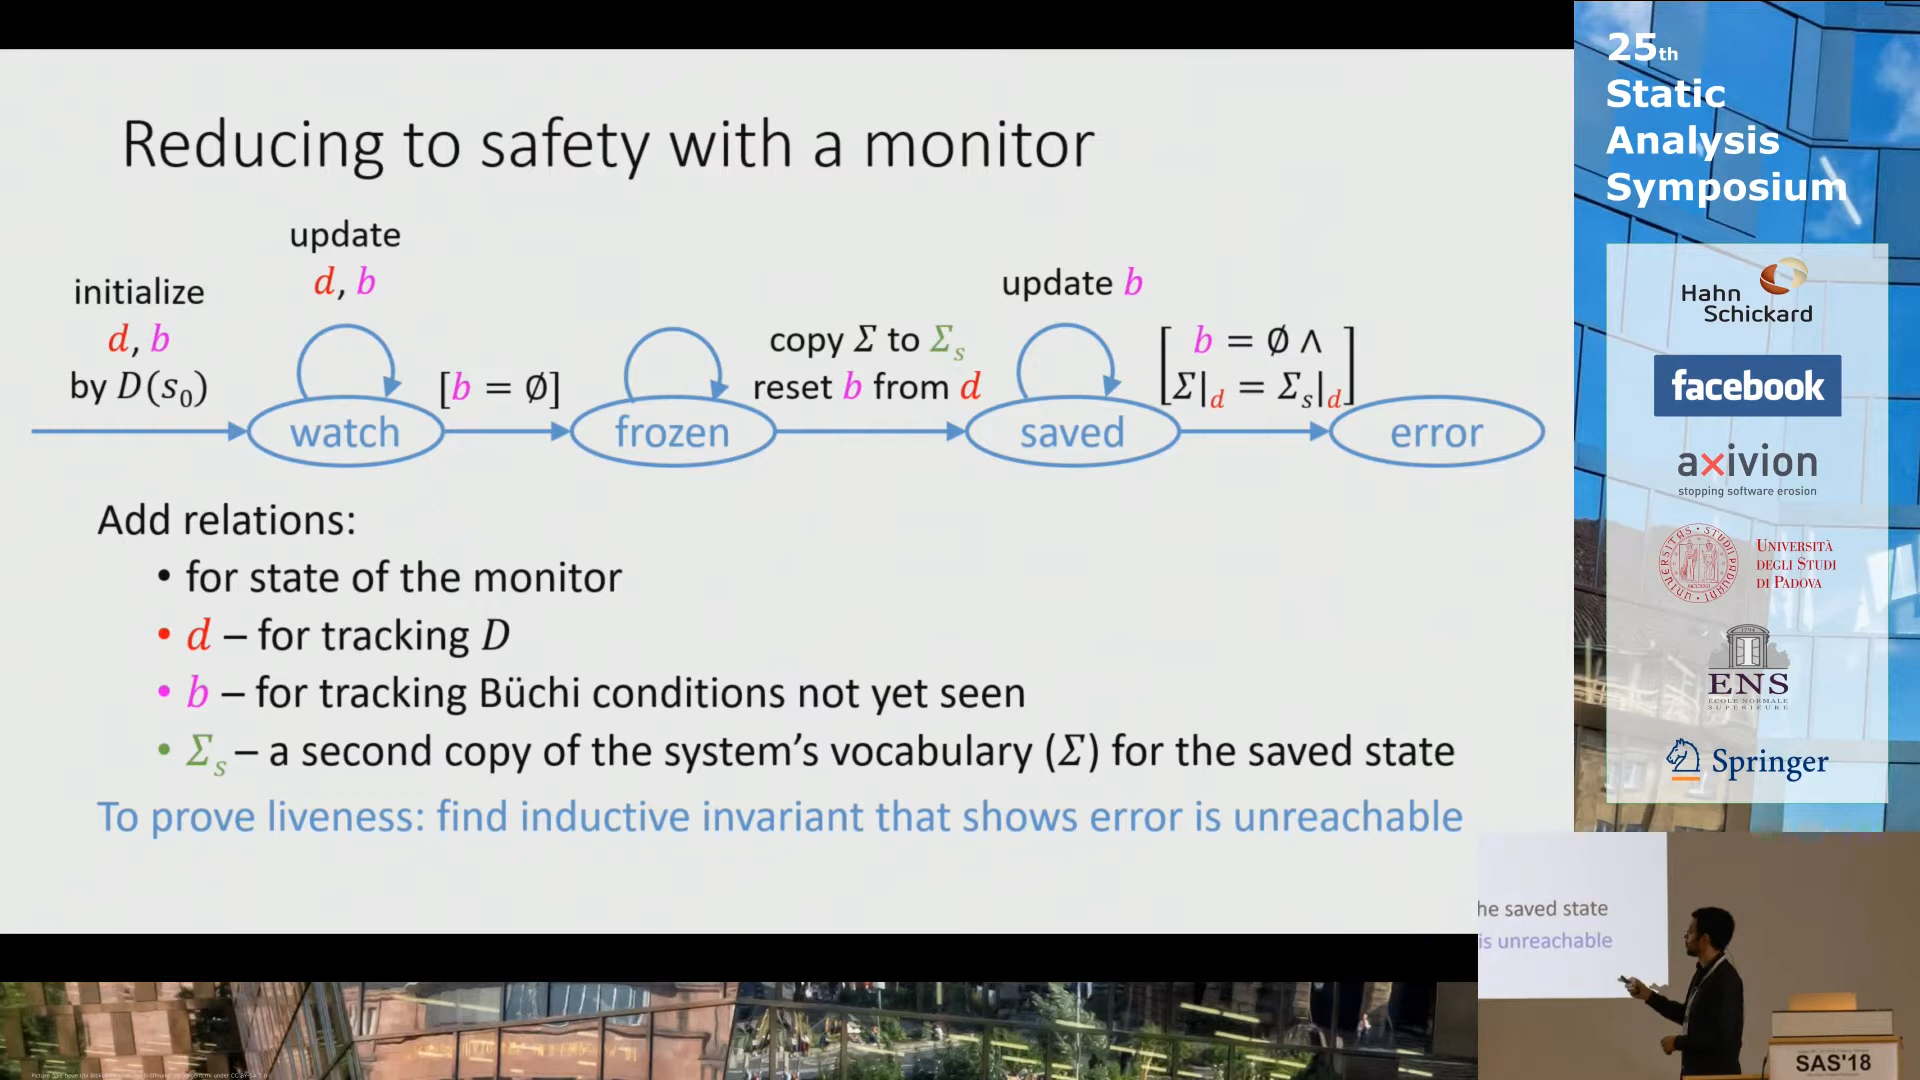 Reducing to safety with a monitor
initialize
d, b
by D(s₀)
update
d, b
[b = ∅]
copy Σ to Σₛ
reset b from d
update b
[b = ∅ ∧
Σ|d = Σₛ|d]
watch
frozen
saved
error
Add relations:
• for state of the monitor
• d – for tracking D
• b – for tracking Büchi conditions not yet seen
• Σₛ – a second copy of the system’s vocabulary (Σ) for the saved state
To prove liveness: find inductive invariant that shows error is unreachable
25th
Static
Analysis
Symposium
Hahn
Schickard
facebook
axivion
stopping software erosion
UNIVERSITÀ
DEGLI STUDI
DI PADOVA
ENS
ECOLE NORMALE
SUPERIEURE
Springer
he saved state
is unreachable
SAS'18